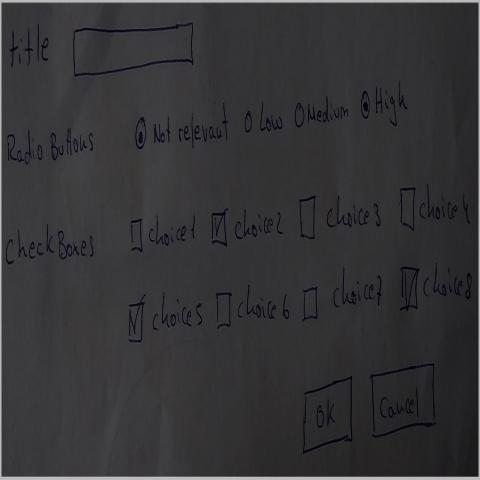 title
Radio Buttons Not relevant Low Medium High
CheckBoxes choice1 choice2 choice3 choice4
choice5 choice6 choice7 choice8
OK Cancel